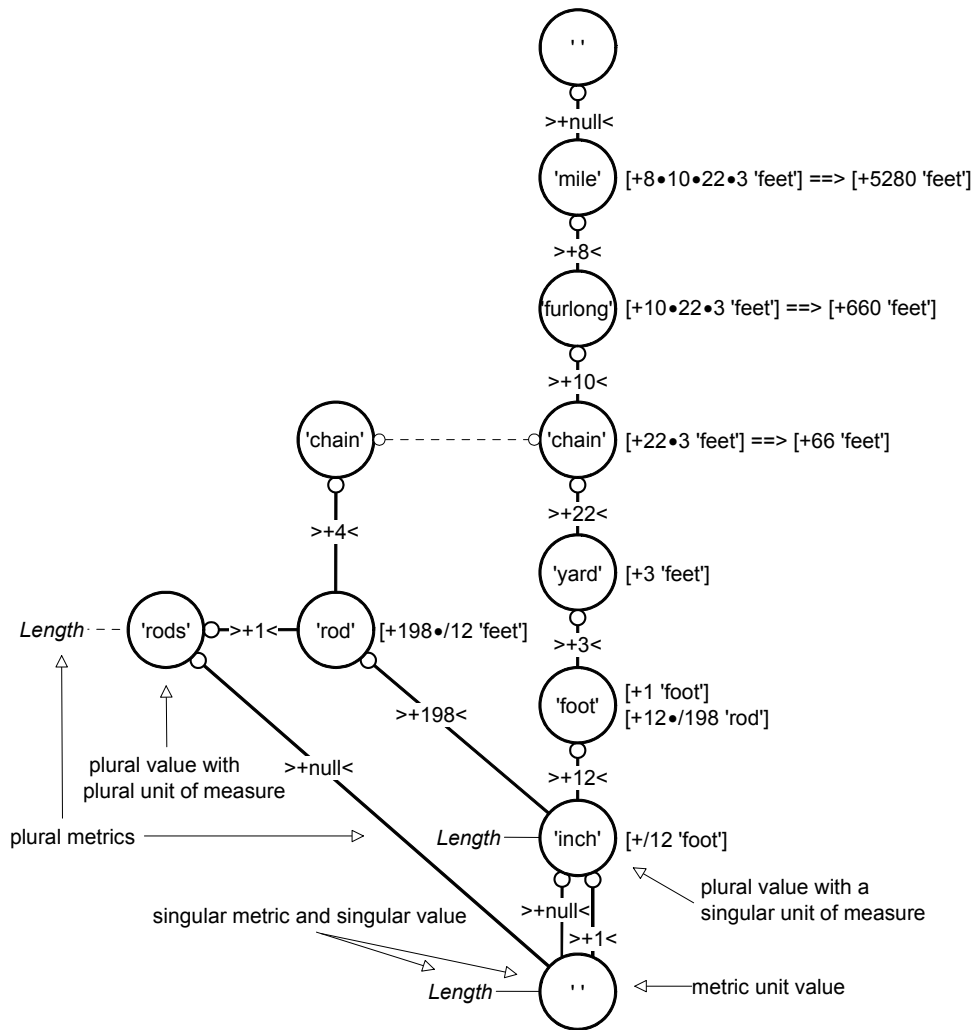 ' '
>+null<
'mile' [+8•10•22•3 'feet'] ==> [+5280 'feet']
>+8<
'furlong' [+10•22•3 'feet'] ==> [+660 'feet']
>+10<
'chain' 'chain' [+22•3 'feet'] ==> [+66 'feet']
>+22<
>+4<
'yard' [+3 'feet']
Length 'rods' >+1< 'rod' [+198•/12 'feet']
>+3<
'foot' [+1 'foot']
[+12•/198 'rod']
>+198<
plural value with
plural unit of measure
>+null<
>+12<
plural metrics
Length 'inch' [+/12 'foot']
plural value with a
singular unit of measure
singular metric and singular value
>+null<
>+1<
Length ' ' metric unit value